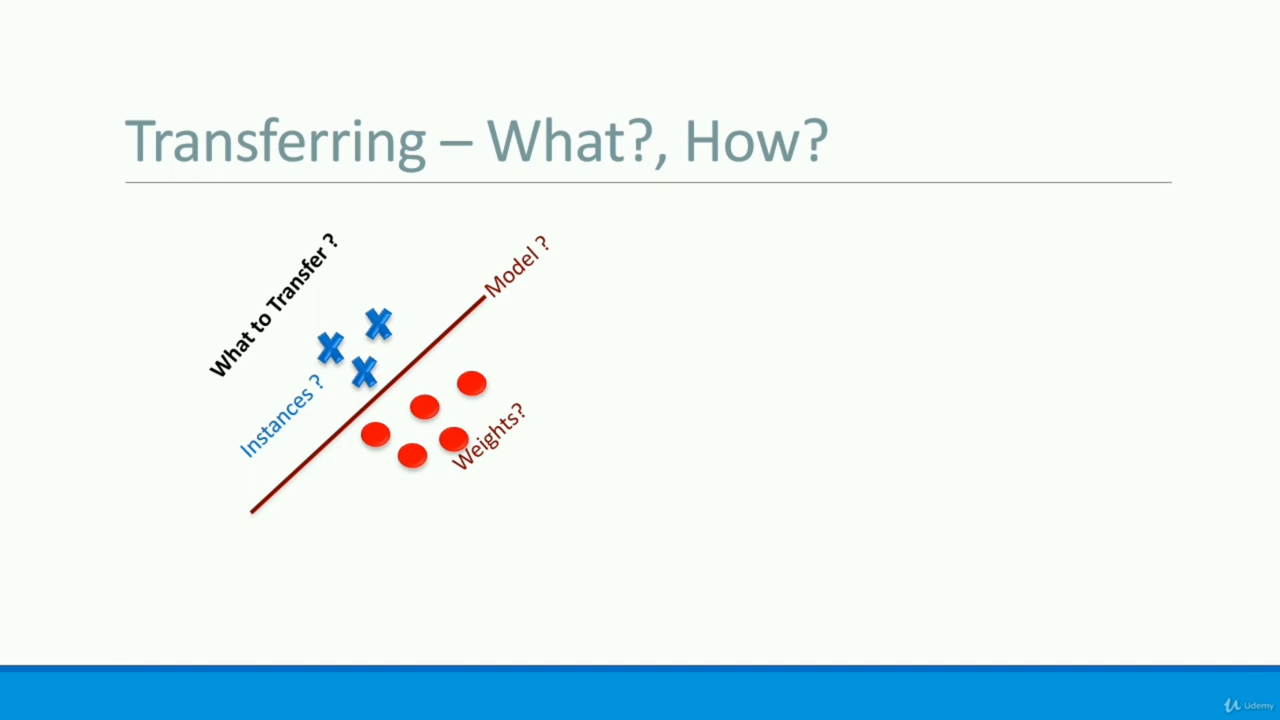 Transferring – What?, How?
What to Transfer ?
Model ?
Instances ?
Weights?
Udemy